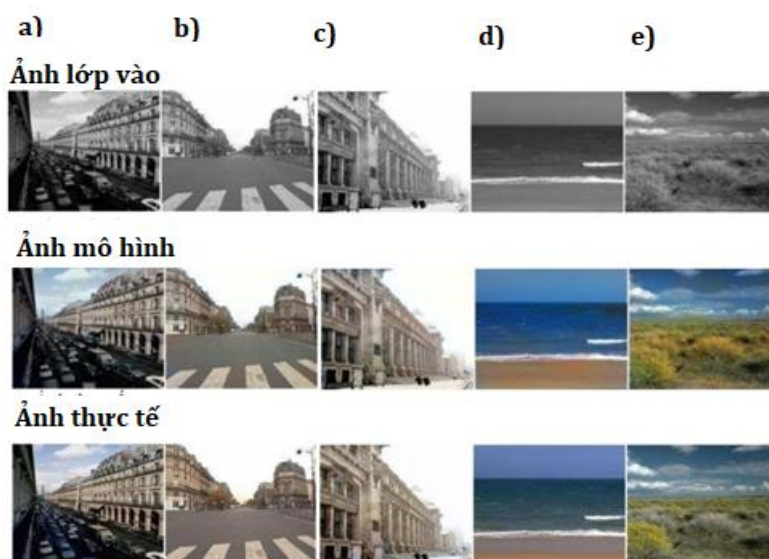 a) b) c) d) e)
Ảnh lớp vào
Ảnh mô hình
Ảnh thực tế